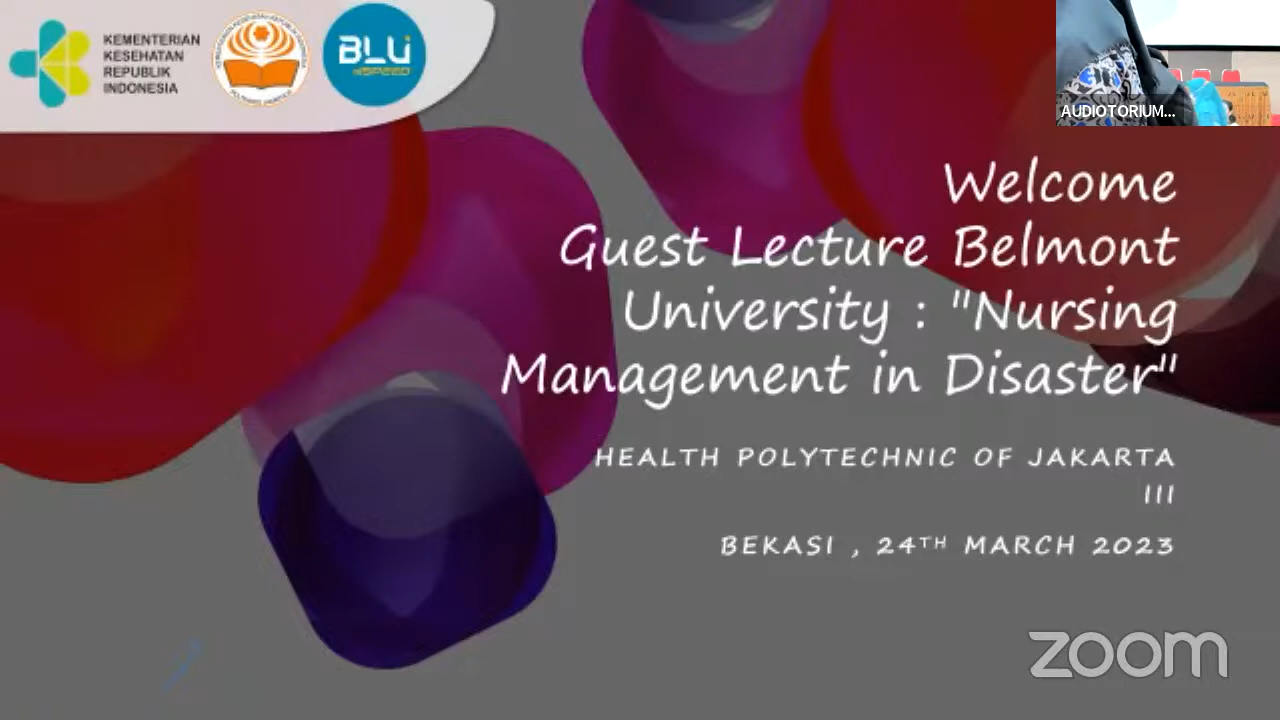 KEMENTERIAN
KESEHATAN
REPUBLIK
INDONESIA
BLU
SPEED
AUDIOTORIUM...
Welcome
Guest Lecture Belmont
University : "Nursing
Management in Disaster"
HEALTH POLYTECHNIC OF JAKARTA
III
BEKASI , 24TH MARCH 2023
zoom